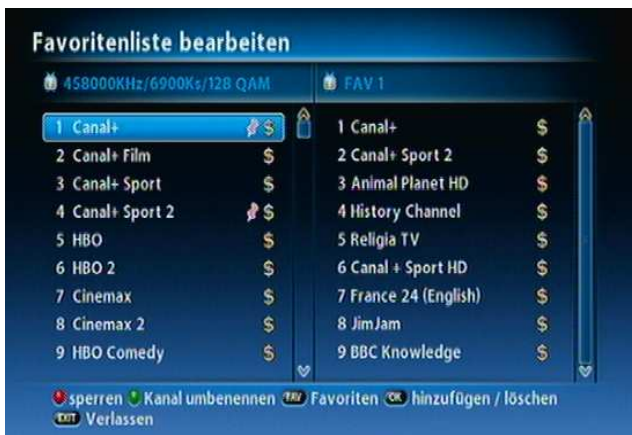 Favoritenliste bearbeiten
458000KHz/6900Ks/128 QAM
FAV 1
1 Canal+ $
2 Canal+ Film $
3 Canal+ Sport $
4 Canal+ Sport 2 $
5 HBO $
6 HBO 2 $
7 Cinemax $
8 Cinemax 2 $
9 HBO Comedy $
1 Canal+ $
2 Canal+ Sport 2 $
3 Animal Planet HD $
4 History Channel $
5 Religia TV $
6 Canal + Sport HD $
7 France 24 (English) $
8 JimJam $
9 BBC Knowledge $
sperren Kanal umbenennen FAV Favoriten OK hinzufügen / löschen
EXIT Verlassen